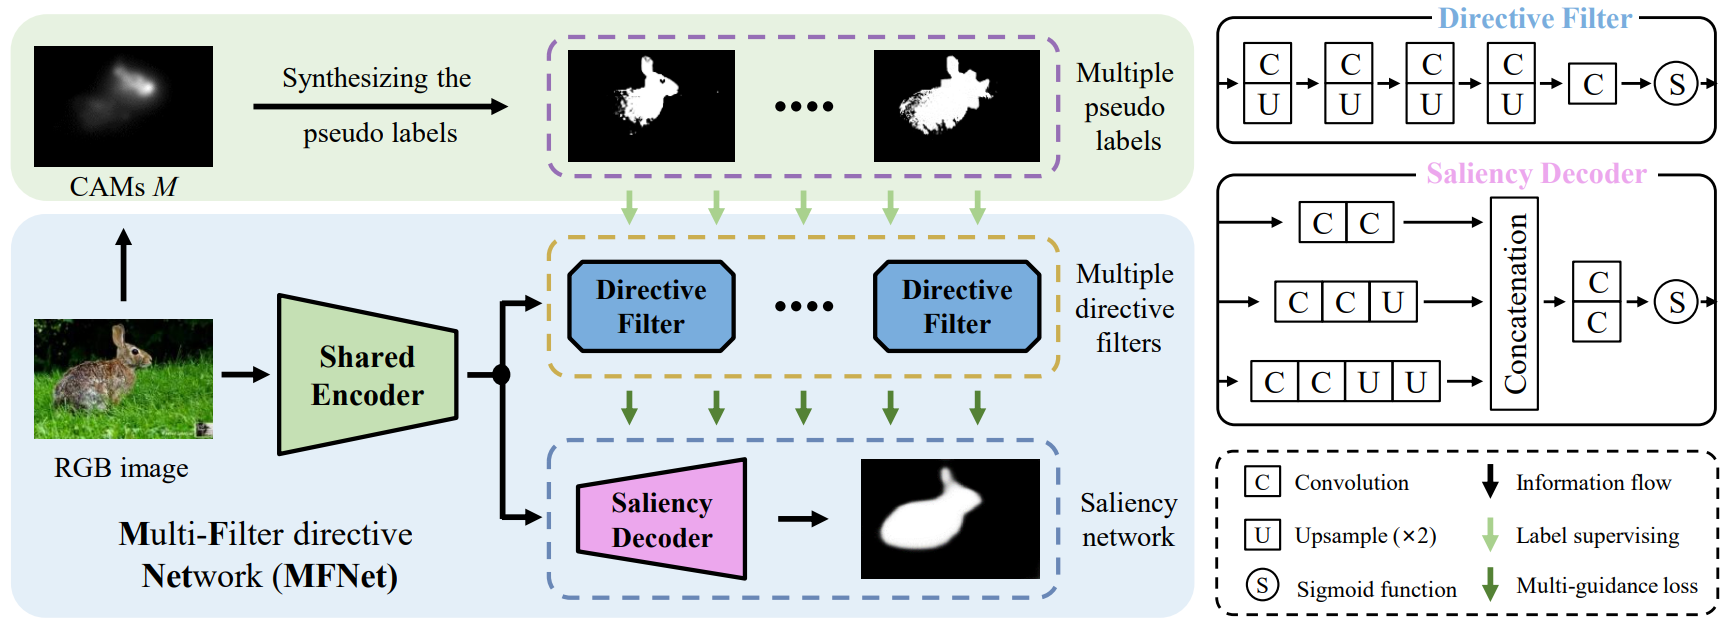 Synthesizing the
pseudo labels
CAMs M
Multiple
pseudo
labels
RGB image
Shared
Encoder
Directive
Filter
Directive
Filter
Multiple
directive
filters
Saliency
Decoder
Saliency
network
Multi-Filter directive
Network (MFNet)
Directive Filter
C
U
C
U
C
U
C
U
C
S
Saliency Decoder
C C
C C U
C C U U
Concatenation
C
C
S
C Convolution
Information flow
U Upsample (×2)
Label supervising
S Sigmoid function
Multi-guidance loss